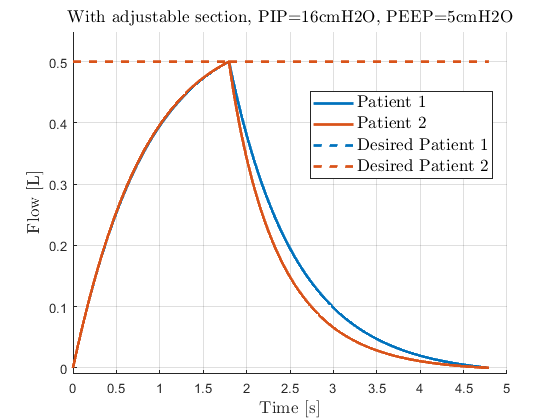 With adjustable section, PIP=16cmH2O, PEEP=5cmH2O
0.5
0.4
0.3
0.2
0.1
0
Flow [L]
Patient 1
Patient 2
Desired Patient 1
Desired Patient 2
0 0.5 1 1.5 2 2.5 3 3.5 4 4.5 5
Time [s]